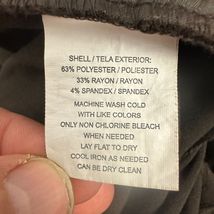 SHELL / TELA EXTERIOR:
63% POLYESTER / POLIESTER
33% RAYON / RAYON
4% SPANDEX / SPANDEX
MACHINE WASH COLD
WITH LIKE COLORS
ONLY NON CHLORINE BLEACH
WHEN NEEDED
LAY FLAT TO DRY
COOL IRON AS NEEDED
CAN BE DRY CLEAN